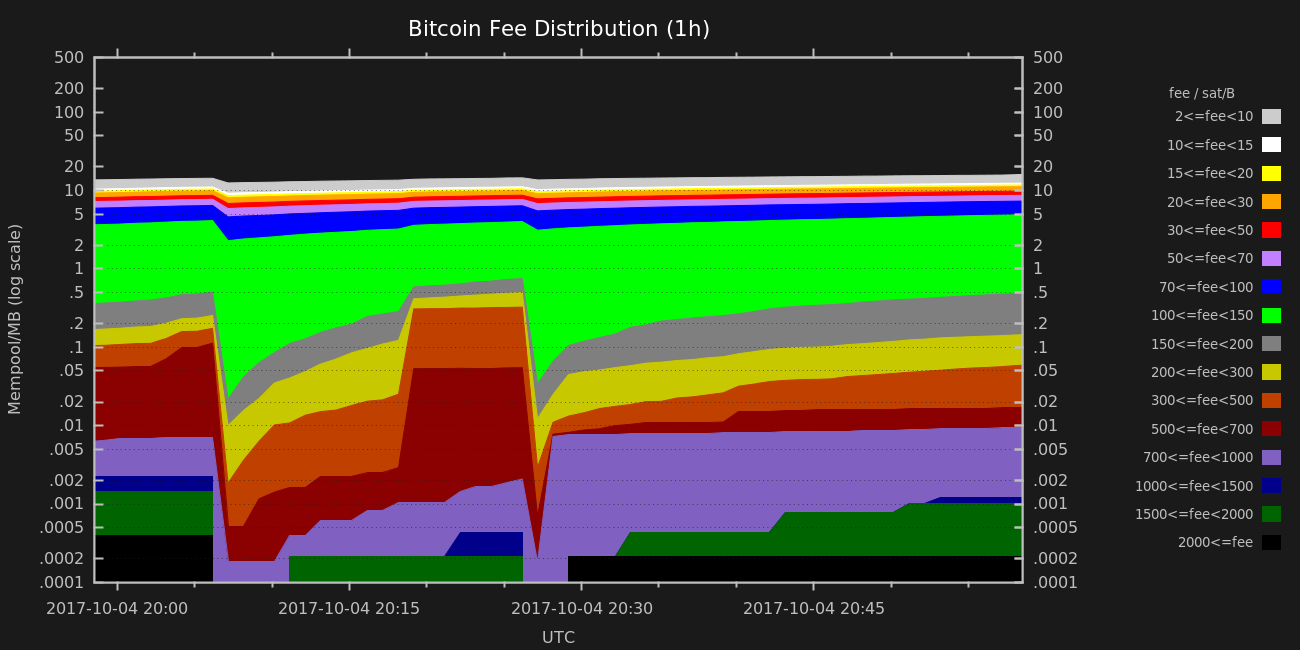 Bitcoin Fee Distribution (1h)
500
200
100
50
20
10
5
2
1
.5
.2
.1
.05
.02
.01
.005
.002
.001
.0005
.0002
.0001
Mempool/MB (log scale)
500
200
100
50
20
10
5
2
1
.5
.2
.1
.05
.02
.01
.005
.002
.001
.0005
.0002
.0001
2017-10-04 20:00 2017-10-04 20:15 2017-10-04 20:30 2017-10-04 20:45
UTC
fee / sat/B
2<=fee<10
10<=fee<15
15<=fee<20
20<=fee<30
30<=fee<50
50<=fee<70
70<=fee<100
100<=fee<150
150<=fee<200
200<=fee<300
300<=fee<500
500<=fee<700
700<=fee<1000
1000<=fee<1500
1500<=fee<2000
2000<=fee